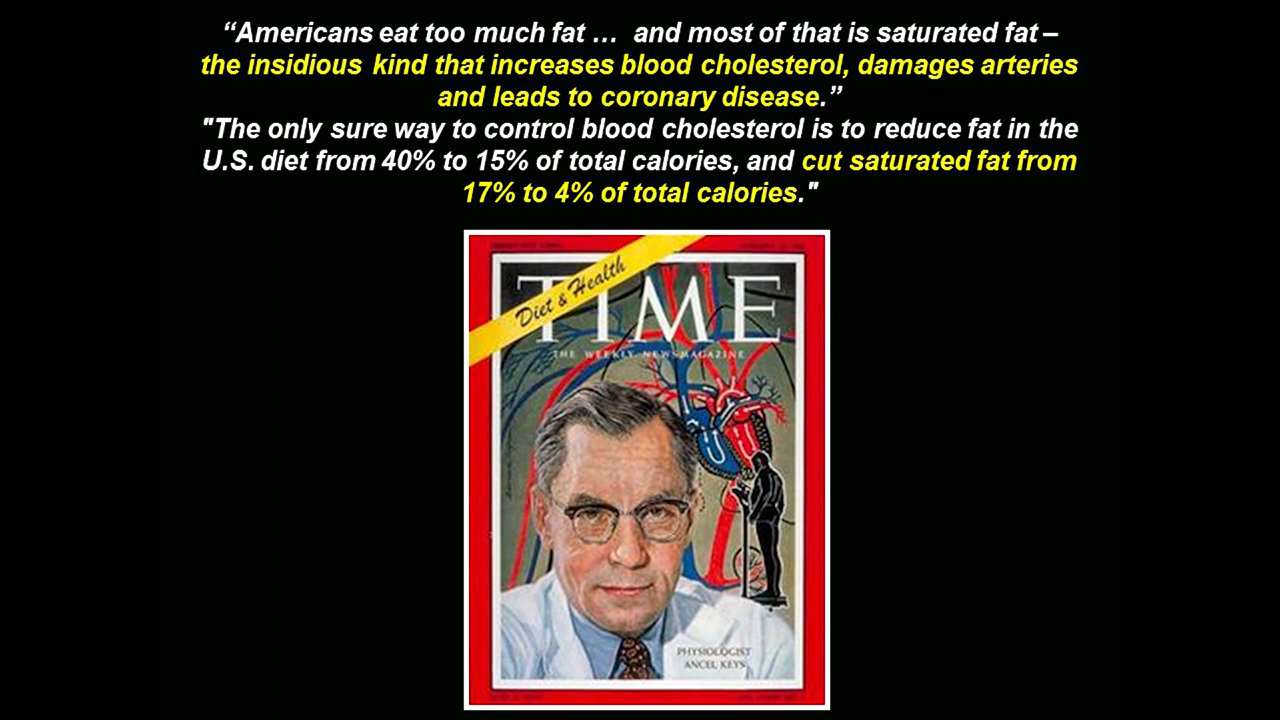 “Americans eat too much fat … and most of that is saturated fat –
the insidious kind that increases blood cholesterol, damages arteries
and leads to coronary disease.”
"The only sure way to control blood cholesterol is to reduce fat in the
U.S. diet from 40% to 15% of total calories, and cut saturated fat from
17% to 4% of total calories."
Diet & Health
TIME
THE WEEKLY NEWSMAGAZINE
PHYSIOLOGIST
ANCEL KEYS